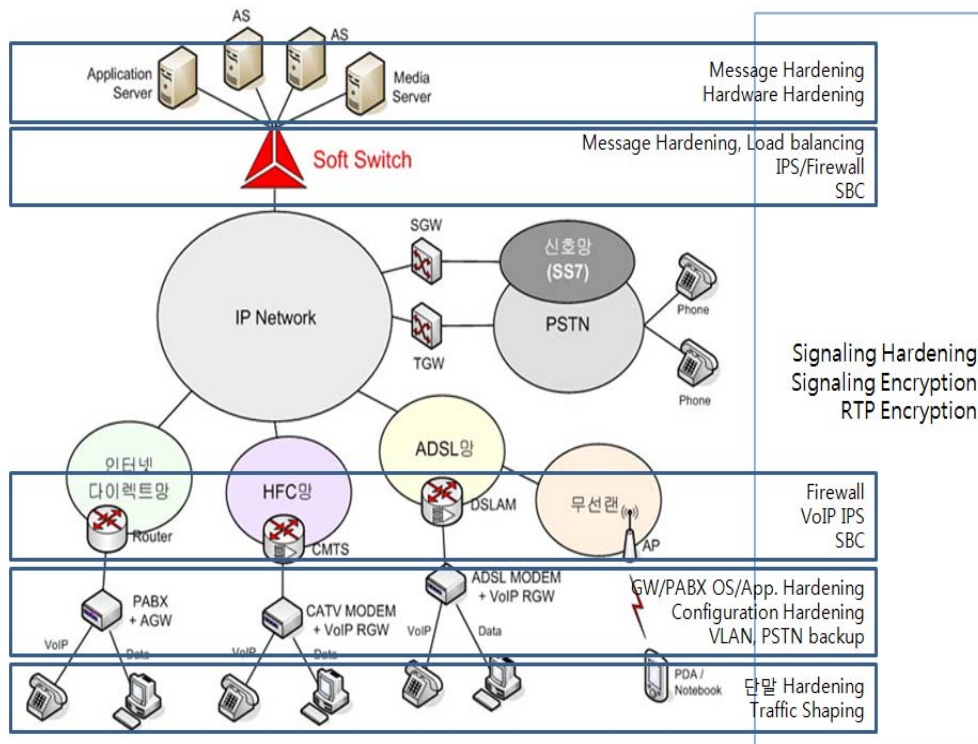 AS
AS
Application
Server
Media
Server
Message Hardening
Hardware Hardening
Soft Switch
Message Hardening, Load balancing
IPS/Firewall
SBC
SGW
신호망
(SS7)
Phone
IP Network
PSTN
TGW
Phone
Signaling Hardening
Signaling Encryption
RTP Encryption
인터넷
다이렉트망
HFC망
ADSL망
무선랜
Router
CMTS
DSLAM
AP
Firewall
VoIP IPS
SBC
PABX
+ AGW
CATV MODEM
+ VoIP RGW
ADSL MODEM
+ VoIP RGW
GW/PABX OS/App. Hardening
Configuration Hardening
VLAN, PSTN backup
VoIP
Data
VoIP
Data
VoIP
Data
PDA /
Notebook
단말 Hardening
Traffic Shaping